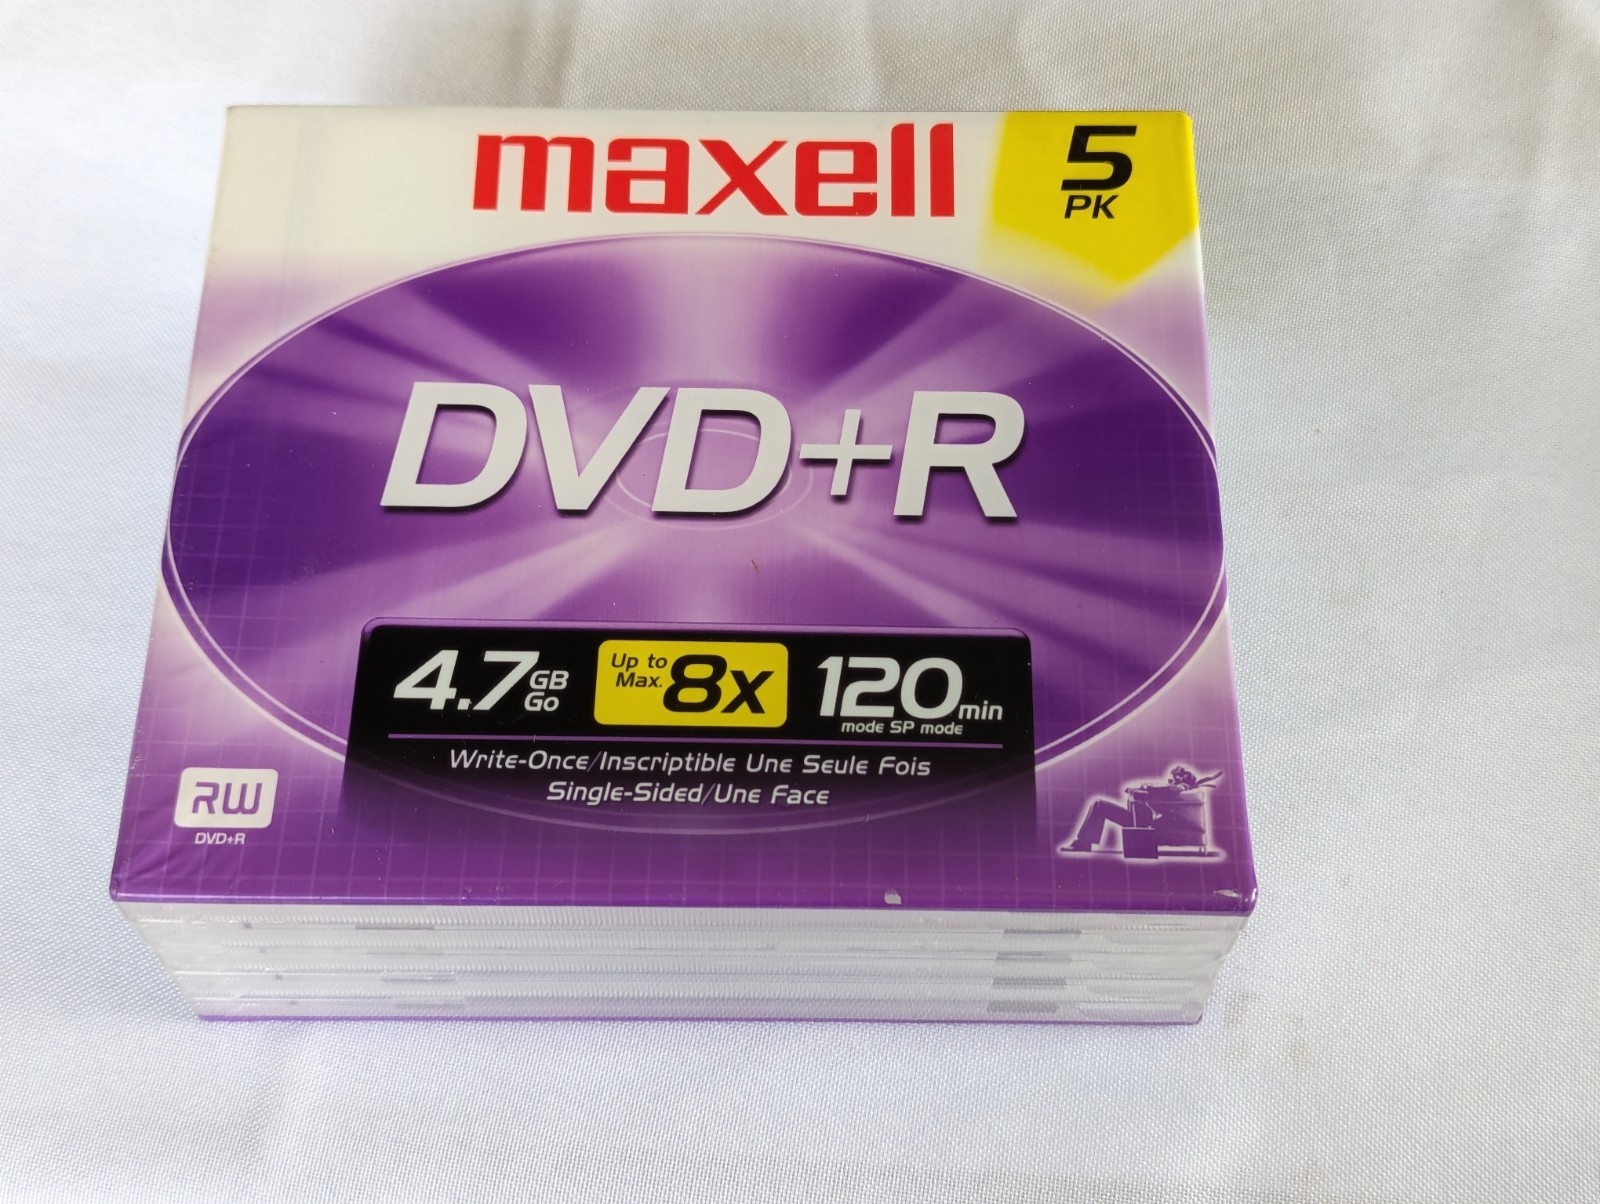 maxell
5
PK
DVD+R
4.7 GB
Go
Up to
Max. 8x
120 min
mode SP mode
Write-Once/Inscriptible Une Seule Fois
Single-Sided/Une Face
RW
DVD+R